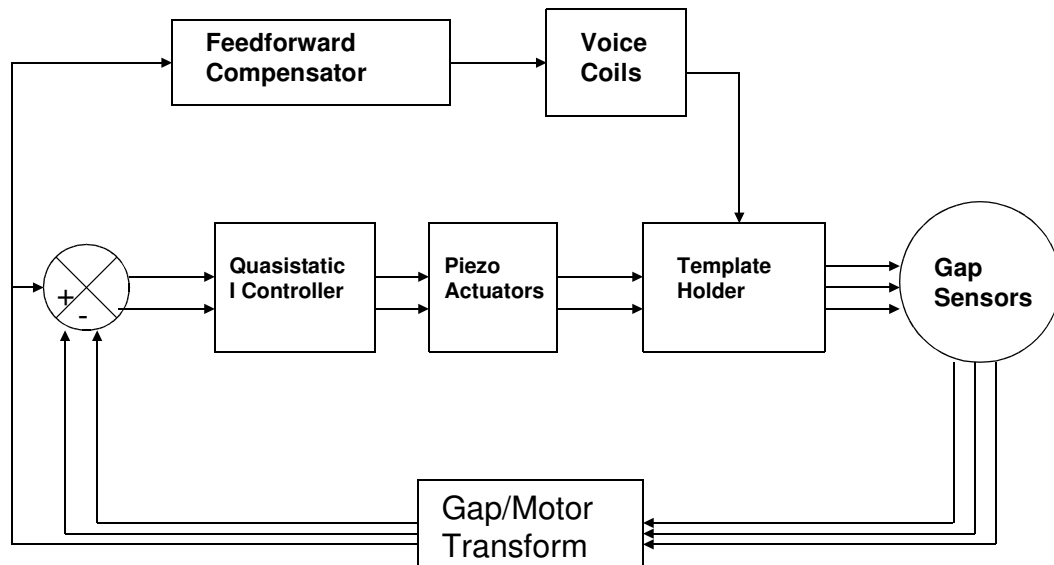 Feedforward
Compensator
Voice
Coils
+
-
Quasistatic
I Controller
Piezo
Actuators
Template
Holder
Gap
Sensors
Gap/Motor
Transform